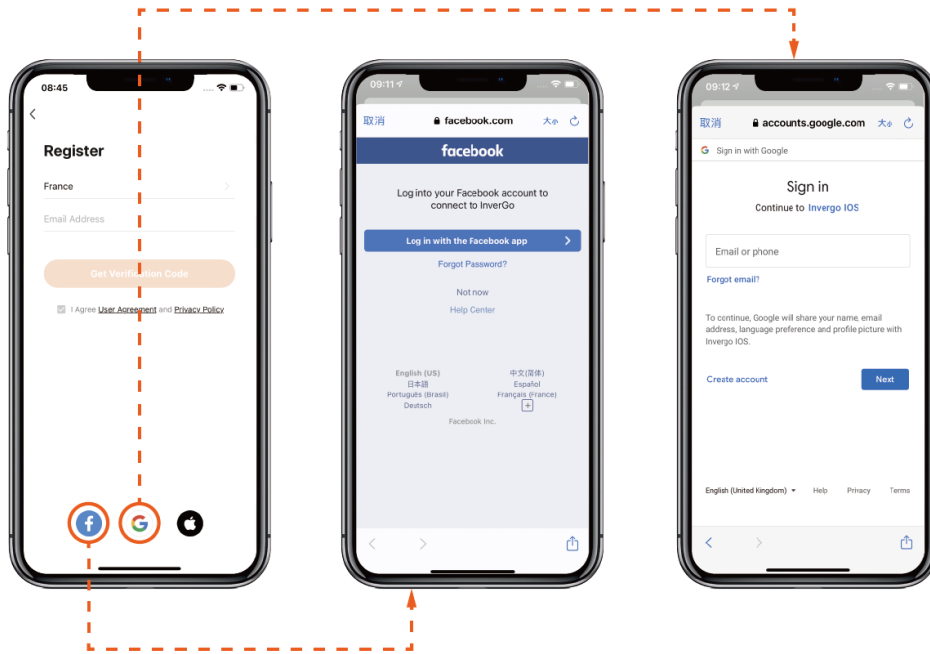 08:45
Register
France
Email Address
Get Verification Code
I Agree User Agreement and Privacy Policy
09:11
取消
facebook.com
大小
facebook
Log into your Facebook account to
connect to InverGo
Log in with the Facebook app
Forgot Password?
Not now
Help Center
English (US)
中文(简体)
日本語
Español
Português (Brasil)
Français (France)
Deutsch
Facebook Inc.
09:12
取消
accounts.google.com
大小
Sign in with Google
Sign in
Continue to Invergo IOS
Email or phone
Forgot email?
To continue, Google will share your name, email
address, language preference and profile picture with
Invergo IOS.
Create account
Next
English (United Kingdom)
Help
Privacy
Terms